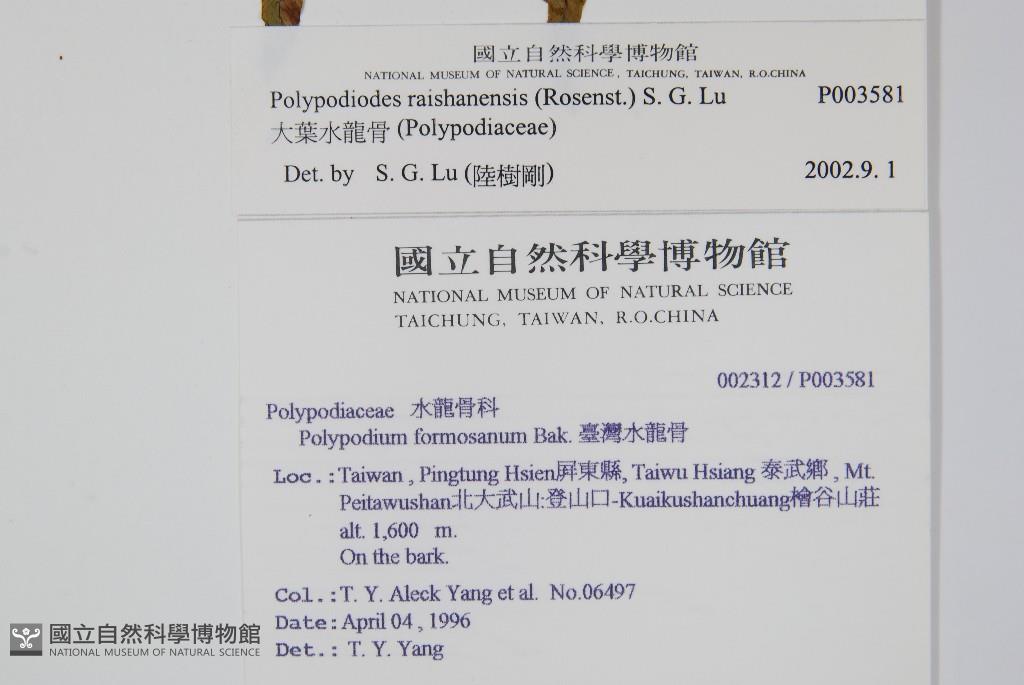 國立自然科學博物館
NATIONAL MUSEUM OF NATURAL SCIENCE, TAICHUNG, TAIWAN, R.O.CHINA
Polypodiodes raishanensis (Rosenst.) S. G. Lu P003581
大葉水龍骨 (Polypodiaceae)
Det. by S. G. Lu (陸樹剛) 2002.9. 1
國立自然科學博物館
NATIONAL MUSEUM OF NATURAL SCIENCE
TAICHUNG, TAIWAN, R.O.CHINA
002312 / P003581
Polypodiaceae 水龍骨科
Polypodium formosanum Bak. 臺灣水龍骨
Loc.: Taiwan , Pingtung Hsien屏東縣, Taiwu Hsiang 泰武鄉 , Mt.
Peitawushan北大武山:登山口-Kuaikushanchuang檜谷山莊
alt. 1,600 m.
On the bark.
Col.: T. Y. Aleck Yang et al. No.06497
Date: April 04 , 1996
Det.: T. Y. Yang
國立自然科學博物館
NATIONAL MUSEUM OF NATURAL SCIENCE